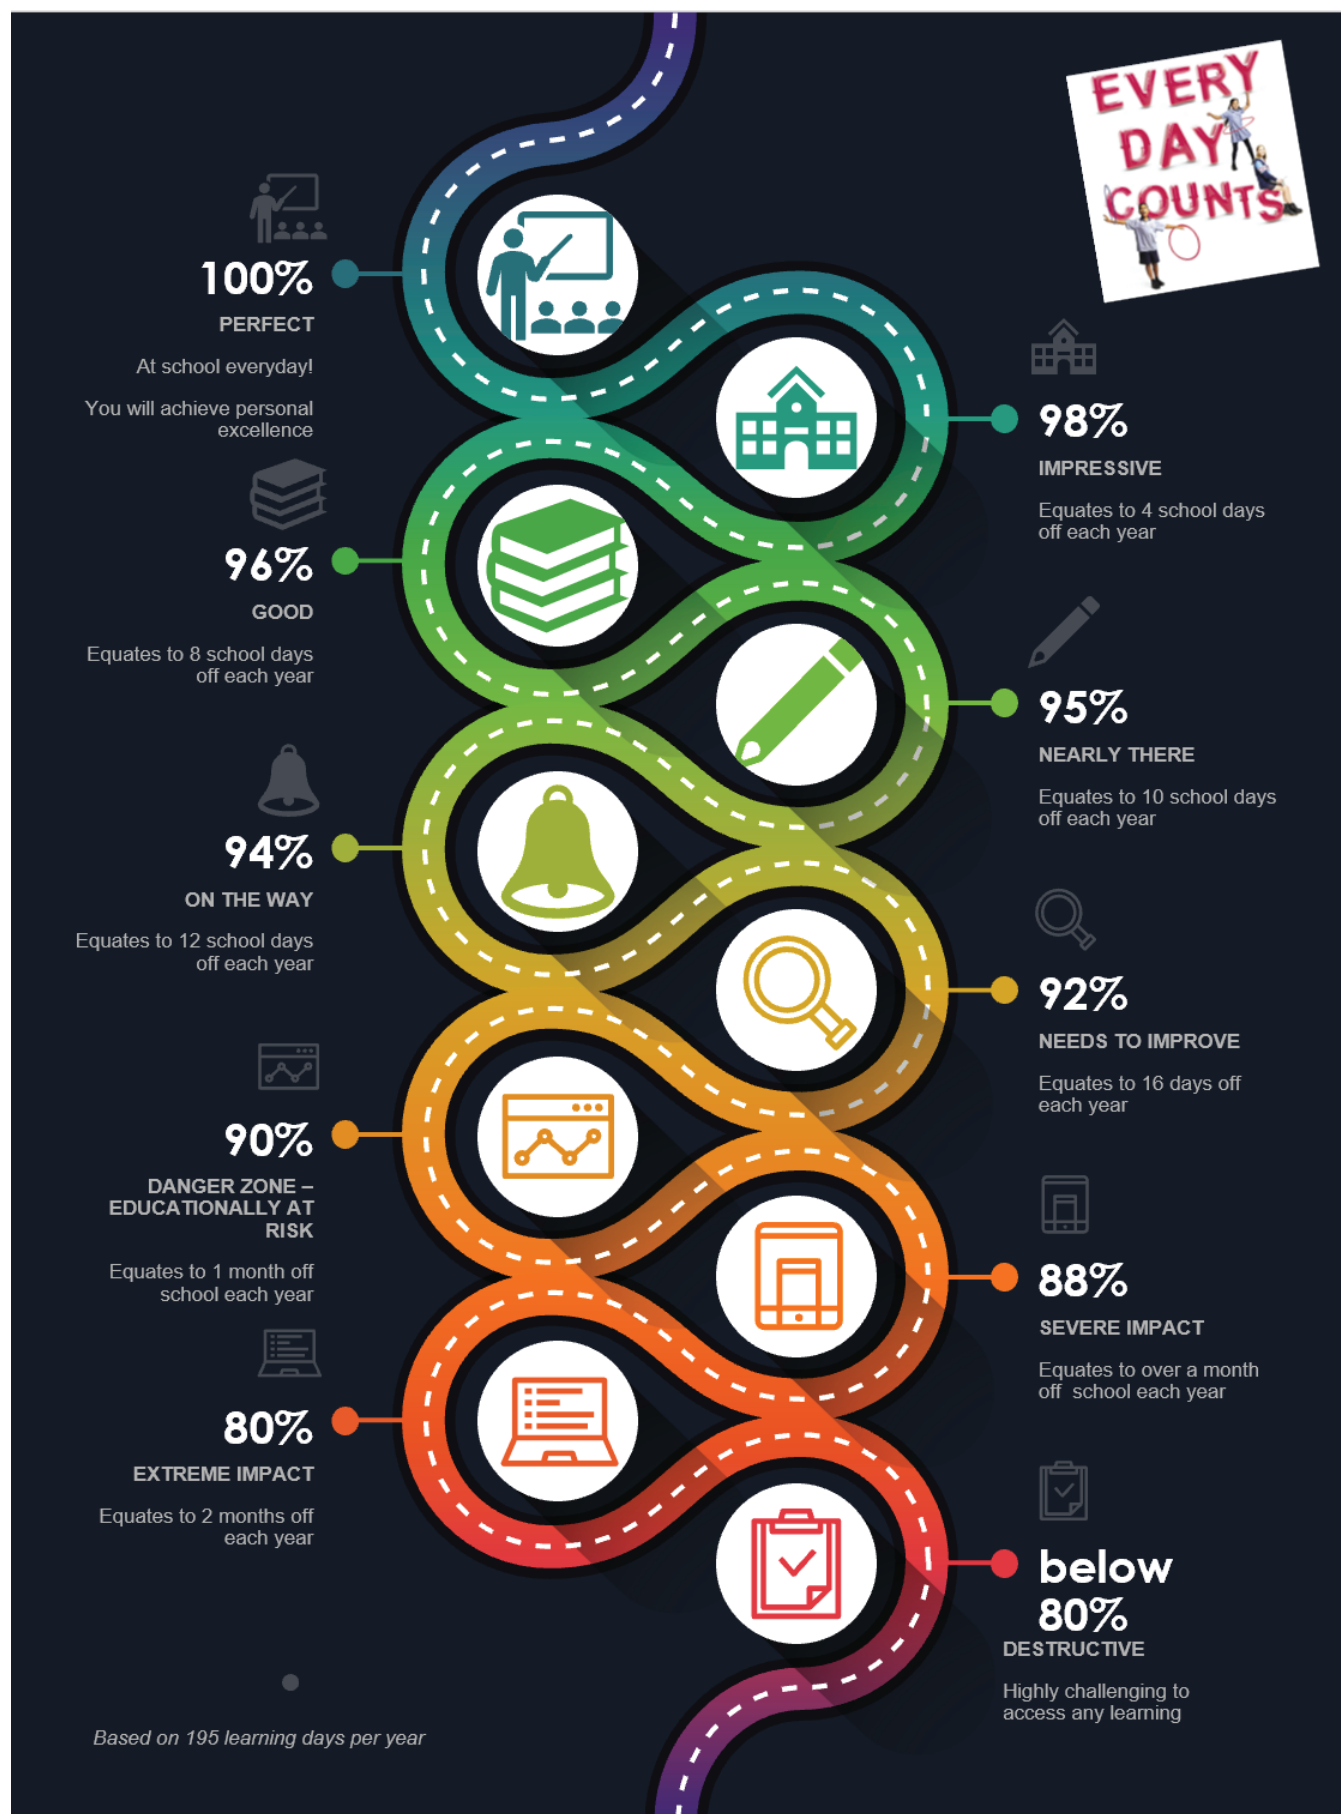 EVERY
DAY
COUNTS
100%
PERFECT
At school everyday!
You will achieve personal
excellence
98%
IMPRESSIVE
Equates to 4 school days
off each year
96%
GOOD
Equates to 8 school days
off each year
95%
NEARLY THERE
Equates to 10 school days
off each year
94%
ON THE WAY
Equates to 12 school days
off each year
92%
NEEDS TO IMPROVE
Equates to 16 days off
each year
90%
DANGER ZONE –
EDUCATIONALLY AT
RISK
Equates to 1 month off
school each year
88%
SEVERE IMPACT
Equates to over a month
off  school each year
80%
EXTREME IMPACT
Equates to 2 months off
each year
below
80%
DESTRUCTIVE
Highly challenging to
access any learning
Based on 195 learning days per year